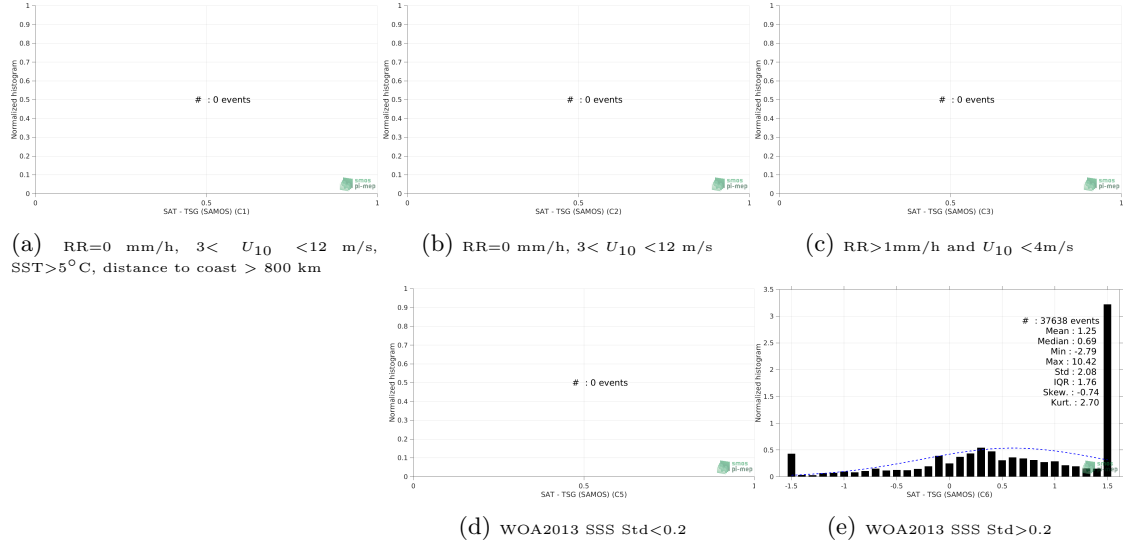 1
0.9
0.8
0.7
0.6
0.5
0.4
0.3
0.2
0.1
0
Normalized histogram
# : 0 events
smos
pi-mep
0 0.5 1
SAT - TSG (SAMOS) (C1)
1
0.9
0.8
0.7
0.6
0.5
0.4
0.3
0.2
0.1
0
Normalized histogram
# : 0 events
smos
pi-mep
0 0.5 1
SAT - TSG (SAMOS) (C2)
1
0.9
0.8
0.7
0.6
0.5
0.4
0.3
0.2
0.1
0
Normalized histogram
# : 0 events
smos
pi-mep
0 0.5 1
SAT - TSG (SAMOS) (C3)
(a) RR=0 mm/h, 3< U10 <12 m/s,
SST>5°C, distance to coast > 800 km
(b) RR=0 mm/h, 3< U10 <12 m/s
(c) RR>1mm/h and U10 <4m/s
1
0.9
0.8
0.7
0.6
0.5
0.4
0.3
0.2
0.1
0
Normalized histogram
# : 0 events
smos
pi-mep
0 0.5 1
SAT - TSG (SAMOS) (C5)
3.5
3
2.5
2
1.5
1
0.5
0
Normalized histogram
# : 37638 events
Mean : 1.25
Median : 0.69
Min : -2.79
Max : 10.42
Std : 2.08
IQR : 1.76
Skew. : -0.74
Kurt. : 2.70
smos
pi-mep
-1.5 -1 -0.5 0 0.5 1 1.5
SAT - TSG (SAMOS) (C6)
(d) WOA2013 SSS Std<0.2
(e) WOA2013 SSS Std>0.2